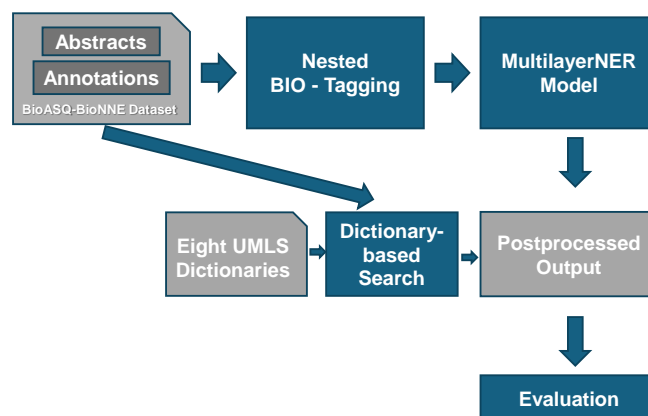 Abstracts
Annotations
BioASQ-BioNNE Dataset
Nested
BIO - Tagging
MultilayerNER
Model
Eight UMLS
Dictionaries
Dictionary-
based
Search
Postprocessed
Output
Evaluation